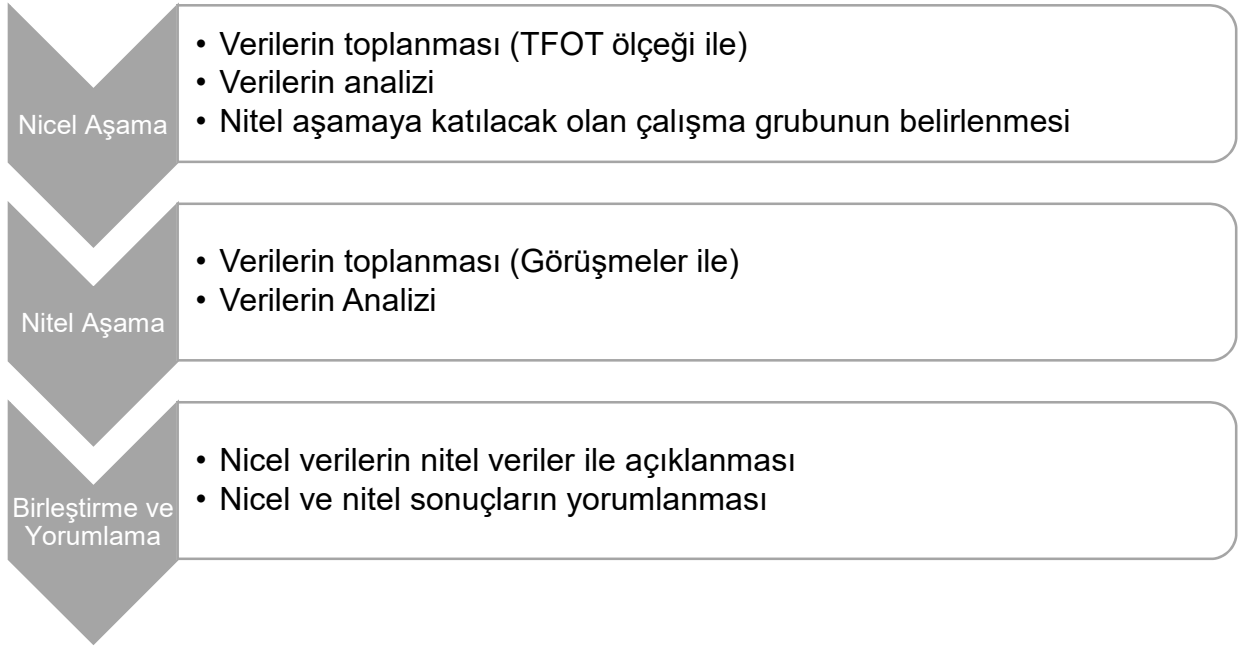 Nicel Aşama
• Verilerin toplanması (TFOT ölçeği ile)
• Verilerin analizi
• Nitel aşamaya katılacak olan çalışma grubunun belirlenmesi
Nitel Aşama
• Verilerin toplanması (Görüşmeler ile)
• Verilerin Analizi
Birleştirme ve
Yorumlama
• Nicel verilerin nitel veriler ile açıklanması
• Nicel ve nitel sonuçların yorumlanması